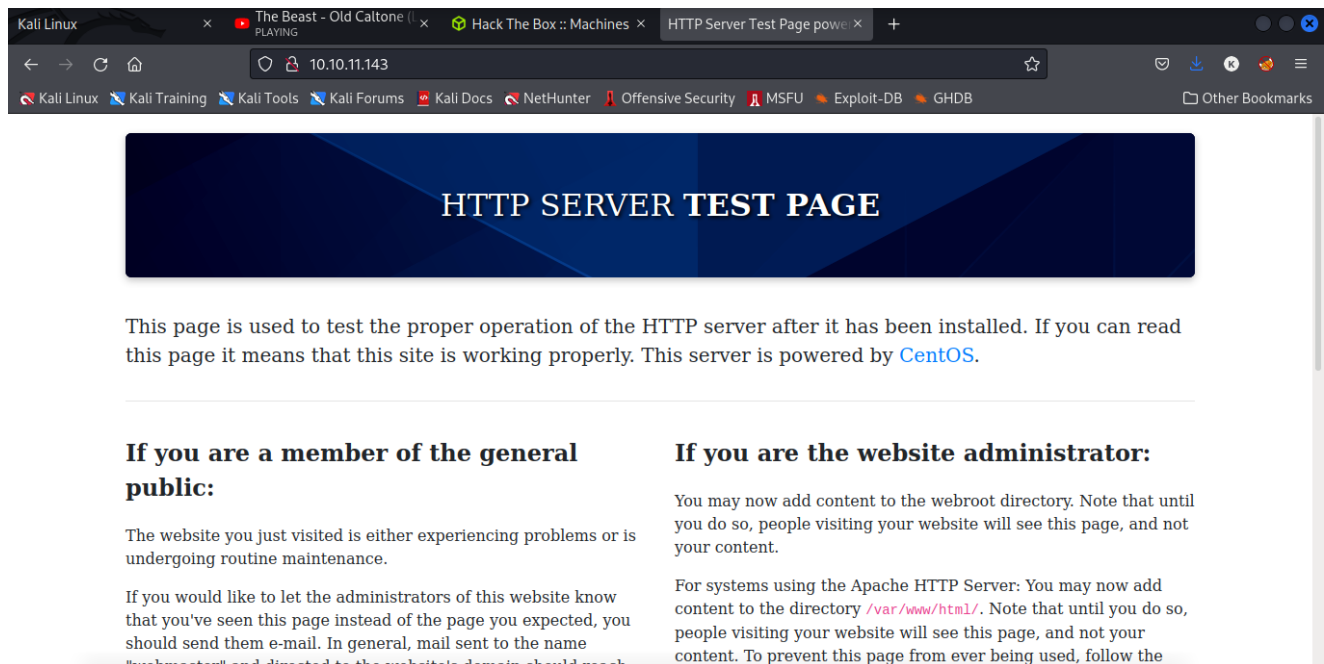 Kali Linux
The Beast - Old Caltone (L
PLAYING
Hack The Box :: Machines
HTTP Server Test Page power
10.10.11.143
Kali Linux
Kali Training
Kali Tools
Kali Forums
Kali Docs
NetHunter
Offensive Security
MSFU
Exploit-DB
GHDB
Other Bookmarks
HTTP SERVER TEST PAGE
This page is used to test the proper operation of the HTTP server after it has been installed. If you can read
this page it means that this site is working properly. This server is powered by CentOS.
If you are a member of the general
public:
The website you just visited is either experiencing problems or is
undergoing routine maintenance.
If you would like to let the administrators of this website know
that you've seen this page instead of the page you expected, you
should send them e-mail. In general, mail sent to the name
"webmaster" and directed to the website's domain should reach
If you are the website administrator:
You may now add content to the webroot directory. Note that until
you do so, people visiting your website will see this page, and not
your content.
For systems using the Apache HTTP Server: You may now add
content to the directory /var/www/html/. Note that until you do so,
people visiting your website will see this page, and not your
content. To prevent this page from ever being used, follow the